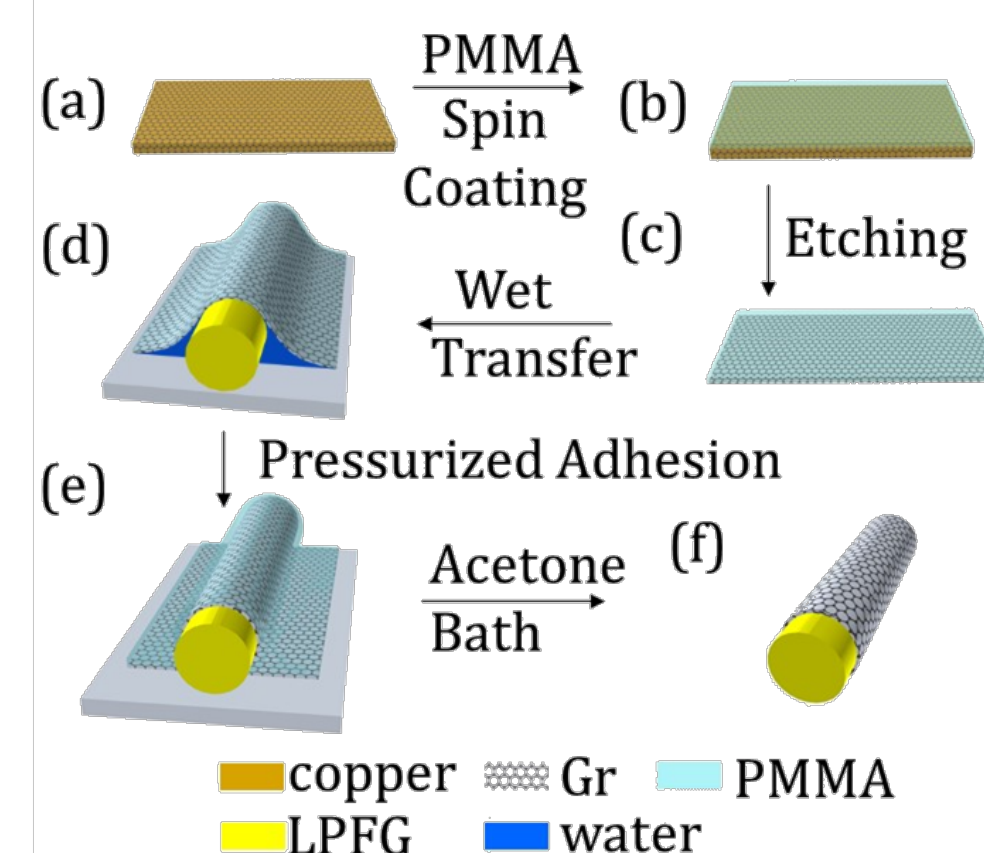 (a)
PMMA
Spin
Coating
(b)
(c)
Etching
(d)
Wet
Transfer
(e)
Pressurized Adhesion
Acetone
Bath
(f)
copper
Gr
PMMA
LPFG
water